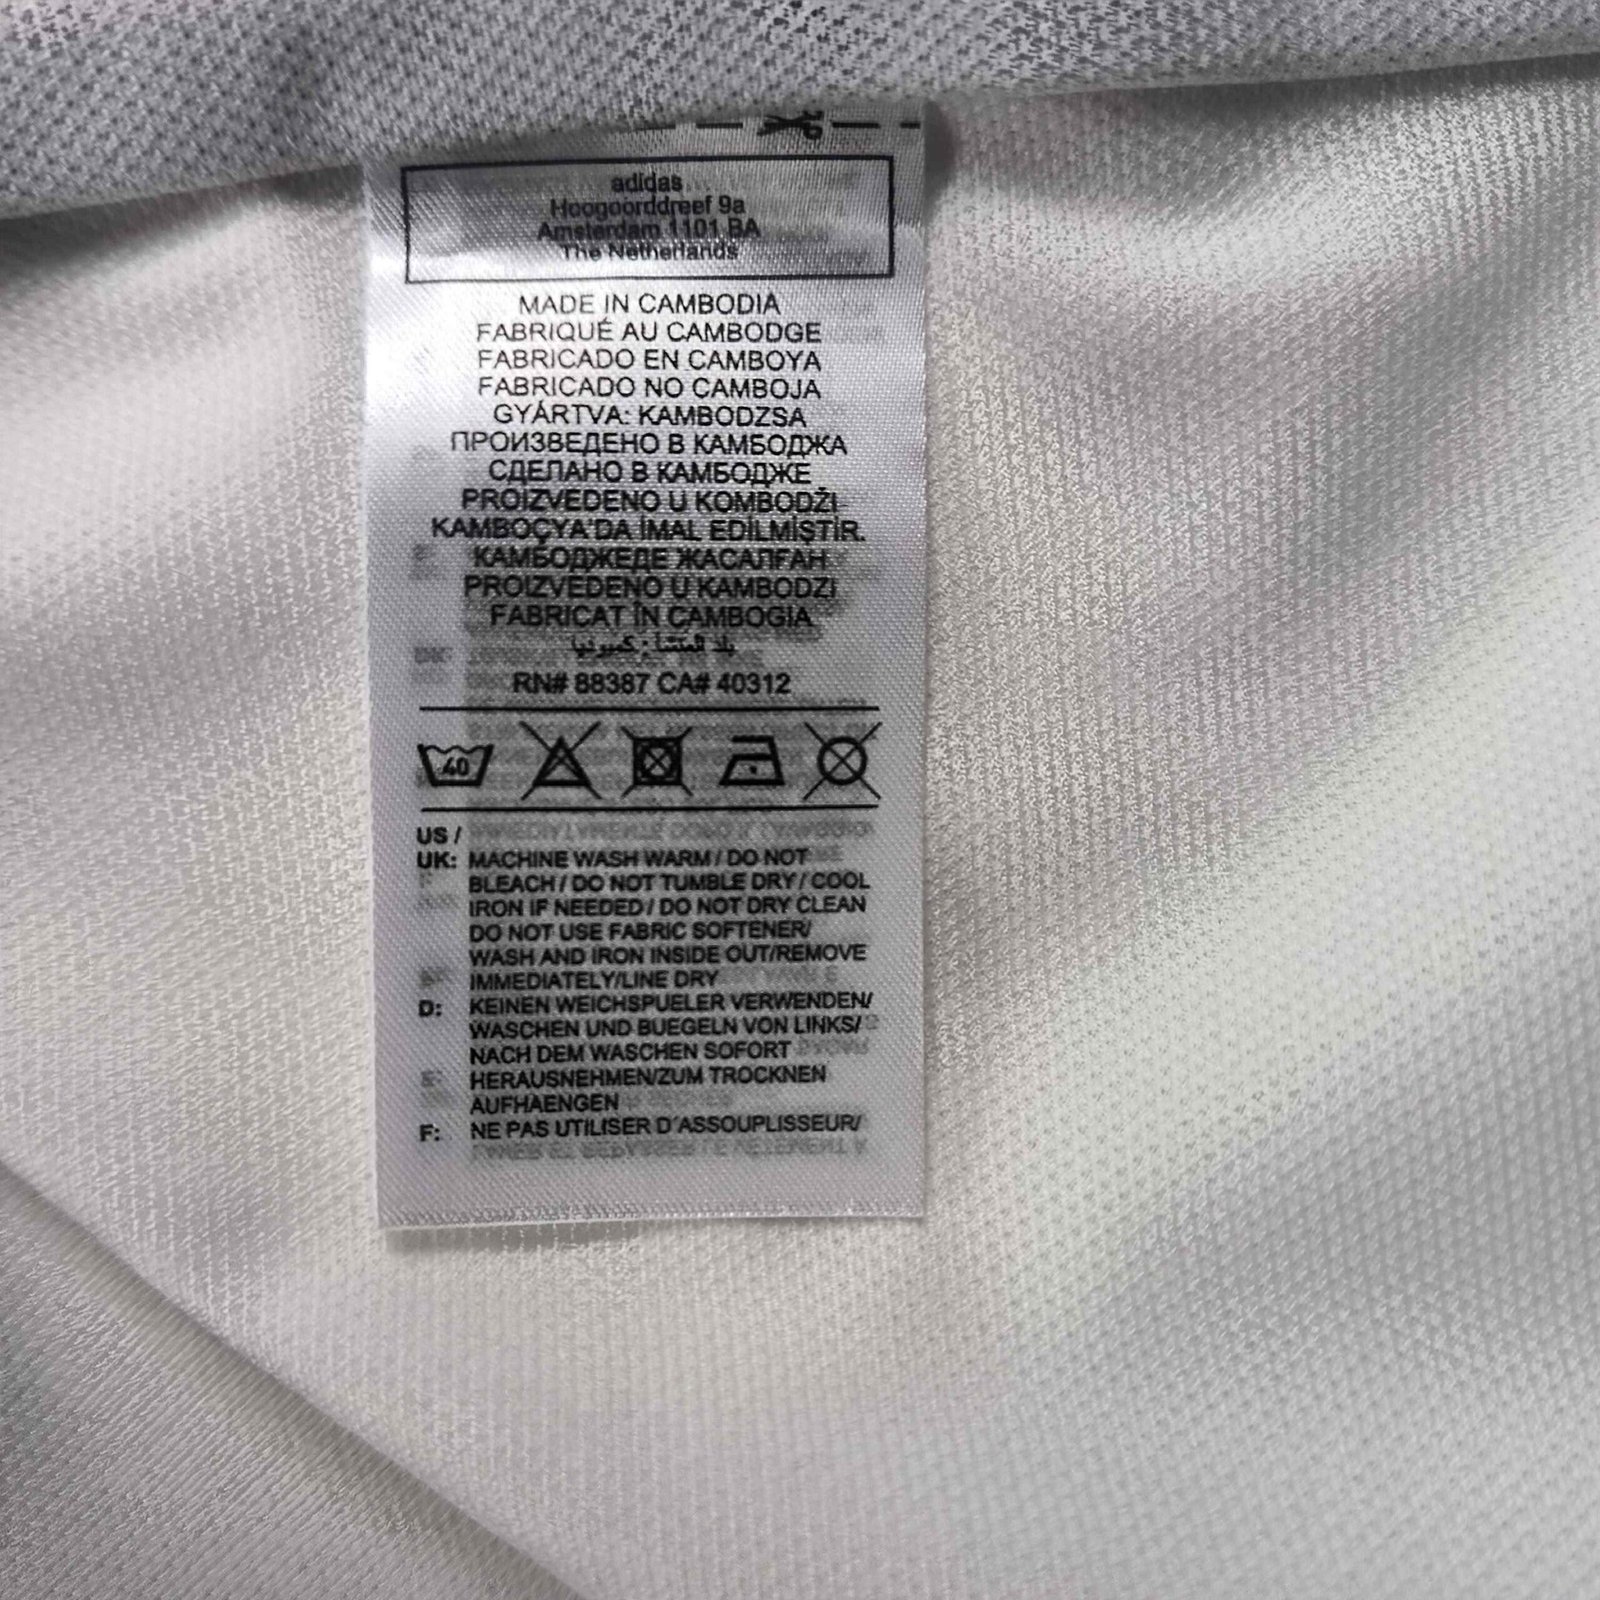 adidas
Hoogoorddreef 9a
Amsterdam 1101 BA
The Netherlands
MADE IN CAMBODIA
FABRIQUÉ AU CAMBODGE
FABRICADO EN CAMBOYA
FABRICADO NO CAMBOJA
GYÁRTVA: KAMBODZSA
ПРОИЗВЕДЕНО В КАМБОДЖА
СДЕЛАНО В КАМБОДЖЕ
PROIZVEDENO U KOMBODŽI
KAMBOÇYA'DA İMAL EDİLMİŞTİR.
КАМБОДЖЕДЕ ЖАСАЛҒАН
PROIZVEDENO U KAMBODZI
FABRICAT ÎN CAMBOGIA
بلد المنشأ: كمبوديا
RN# 88387 CA# 40312
40
US /
UK: MACHINE WASH WARM / DO NOT
BLEACH / DO NOT TUMBLE DRY / COOL
IRON IF NEEDED / DO NOT DRY CLEAN
DO NOT USE FABRIC SOFTENER/
WASH AND IRON INSIDE OUT/REMOVE
IMMEDIATELY/LINE DRY
D: KEINEN WEICHSPUELER VERWENDEN/
WASCHEN UND BUEGELN VON LINKS/
NACH DEM WASCHEN SOFORT
HERAUSNEHMEN/ZUM TROCKNEN
AUFHAENGEN
F: NE PAS UTILISER D'ASSOUPLISSEUR/